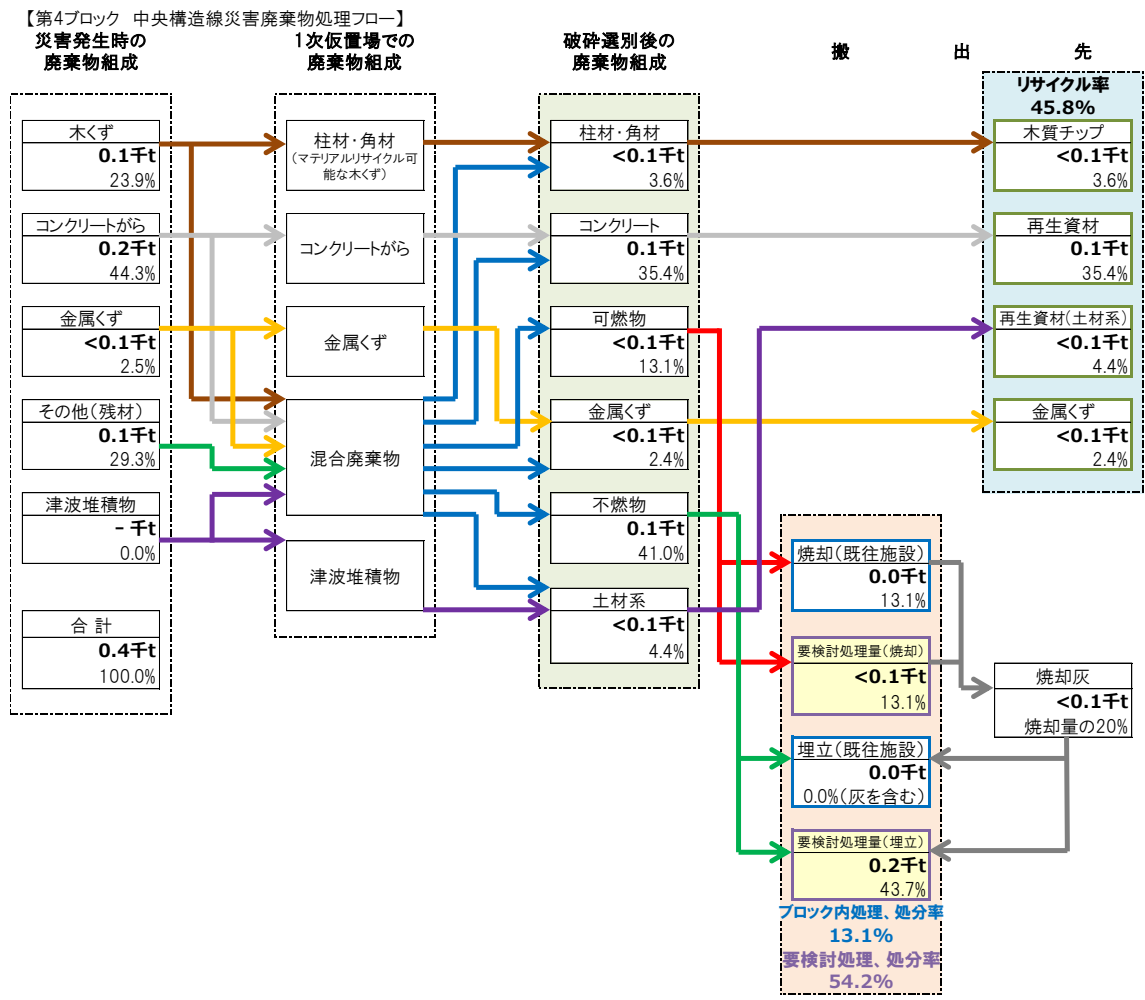 【第4ブロック 中央構造線災害廃棄物処理フロー】
災害発生時の
廃棄物組成
木くず
0.1千t
23.9%
コンクリートがら
0.2千t
44.3%
金属くず
<0.1千t
2.5%
その他(残材)
0.1千t
29.3%
津波堆積物
- 千t
0.0%
合 計
0.4千t
100.0%
1次仮置場での
廃棄物組成
柱材・角材
(マテリアルリサイクル可
能な木くず)
コンクリートがら
金属くず
混合廃棄物
津波堆積物
破砕選別後の
廃棄物組成
柱材・角材
<0.1千t
3.6%
コンクリート
0.1千t
35.4%
可燃物
<0.1千t
13.1%
金属くず
<0.1千t
2.4%
不燃物
0.1千t
41.0%
土材系
<0.1千t
4.4%
搬 出 先
リサイクル率
45.8%
木質チップ
<0.1千t
3.6%
再生資材
0.1千t
35.4%
再生資材(土材系)
<0.1千t
4.4%
金属くず
<0.1千t
2.4%
焼却(既往施設)
0.0千t
13.1%
要検討処理量(焼却)
<0.1千t
13.1%
埋立(既往施設)
0.0千t
0.0%(灰を含む)
要検討処理量(埋立)
0.2千t
43.7%
ブロック内処理、処分率
13.1%
要検討処理、処分率
54.2%
焼却灰
<0.1千t
焼却量の20%